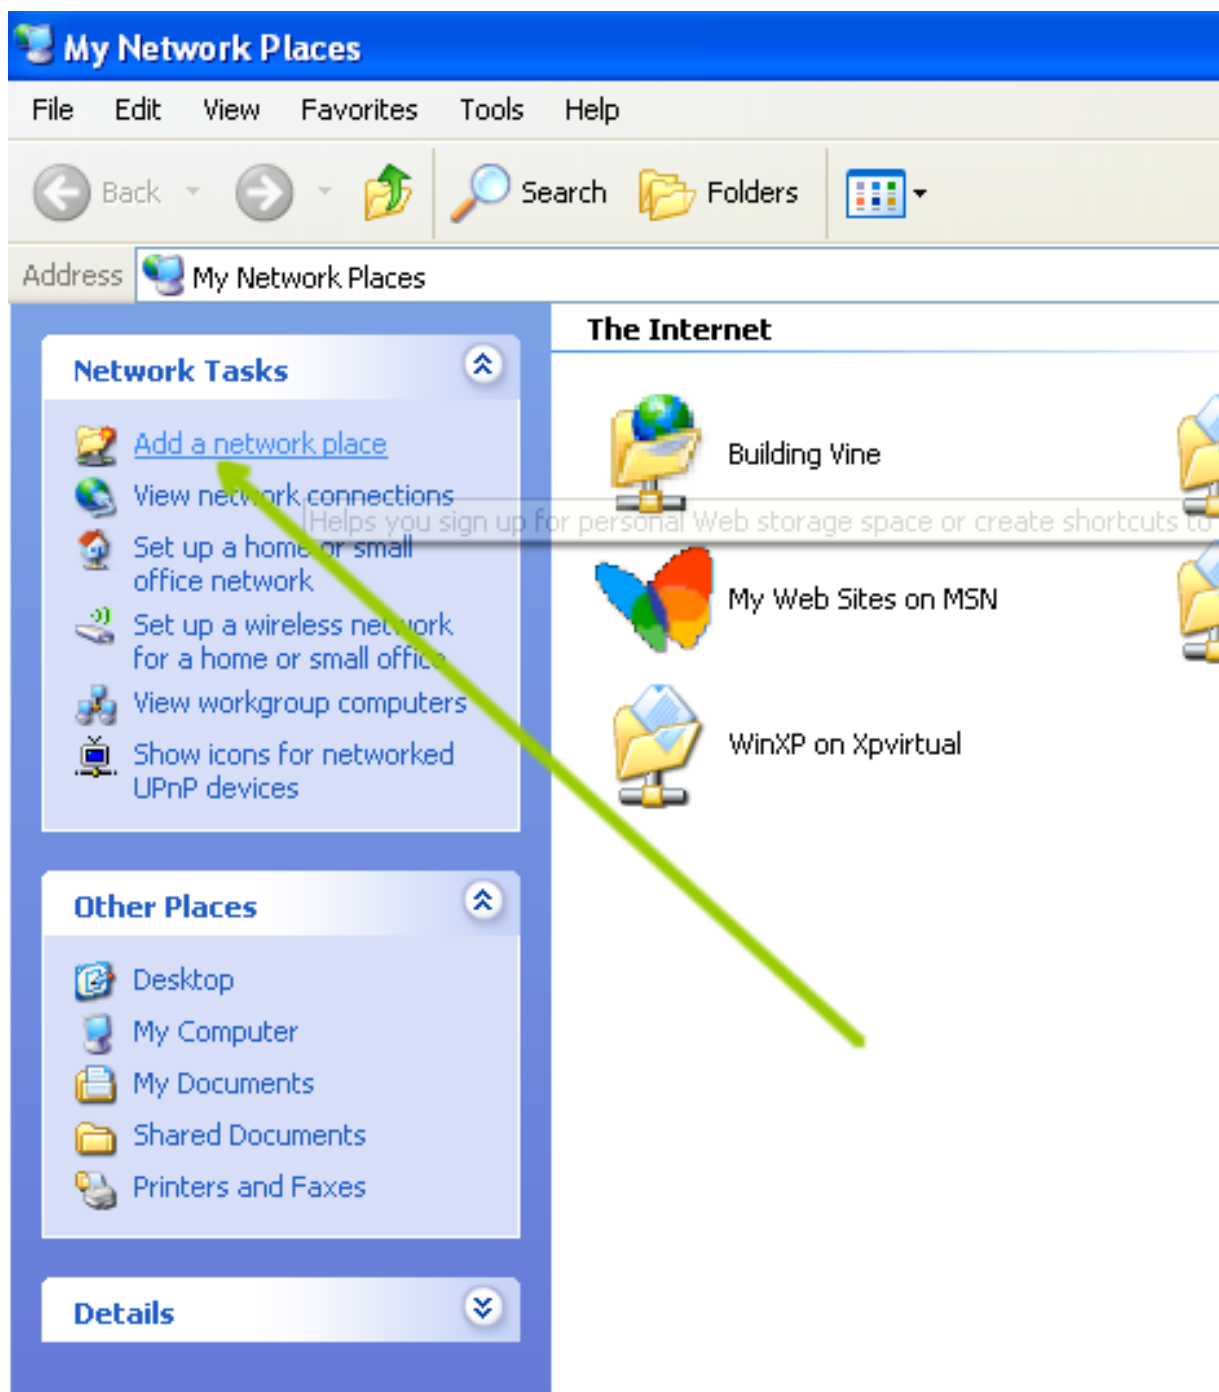 My Network Places
File Edit View Favorites Tools Help
Back Search Folders
Address My Network Places
Network Tasks
Add a network place
View network connections
Set up a home or small
office network
Set up a wireless network
for a home or small office
View workgroup computers
Show icons for networked
UPnP devices
Other Places
Desktop
My Computer
My Documents
Shared Documents
Printers and Faxes
Details
The Internet
Building Vine
Helps you sign up for personal Web storage space or create shortcuts to
My Web Sites on MSN
WinXP on Xpvirtual